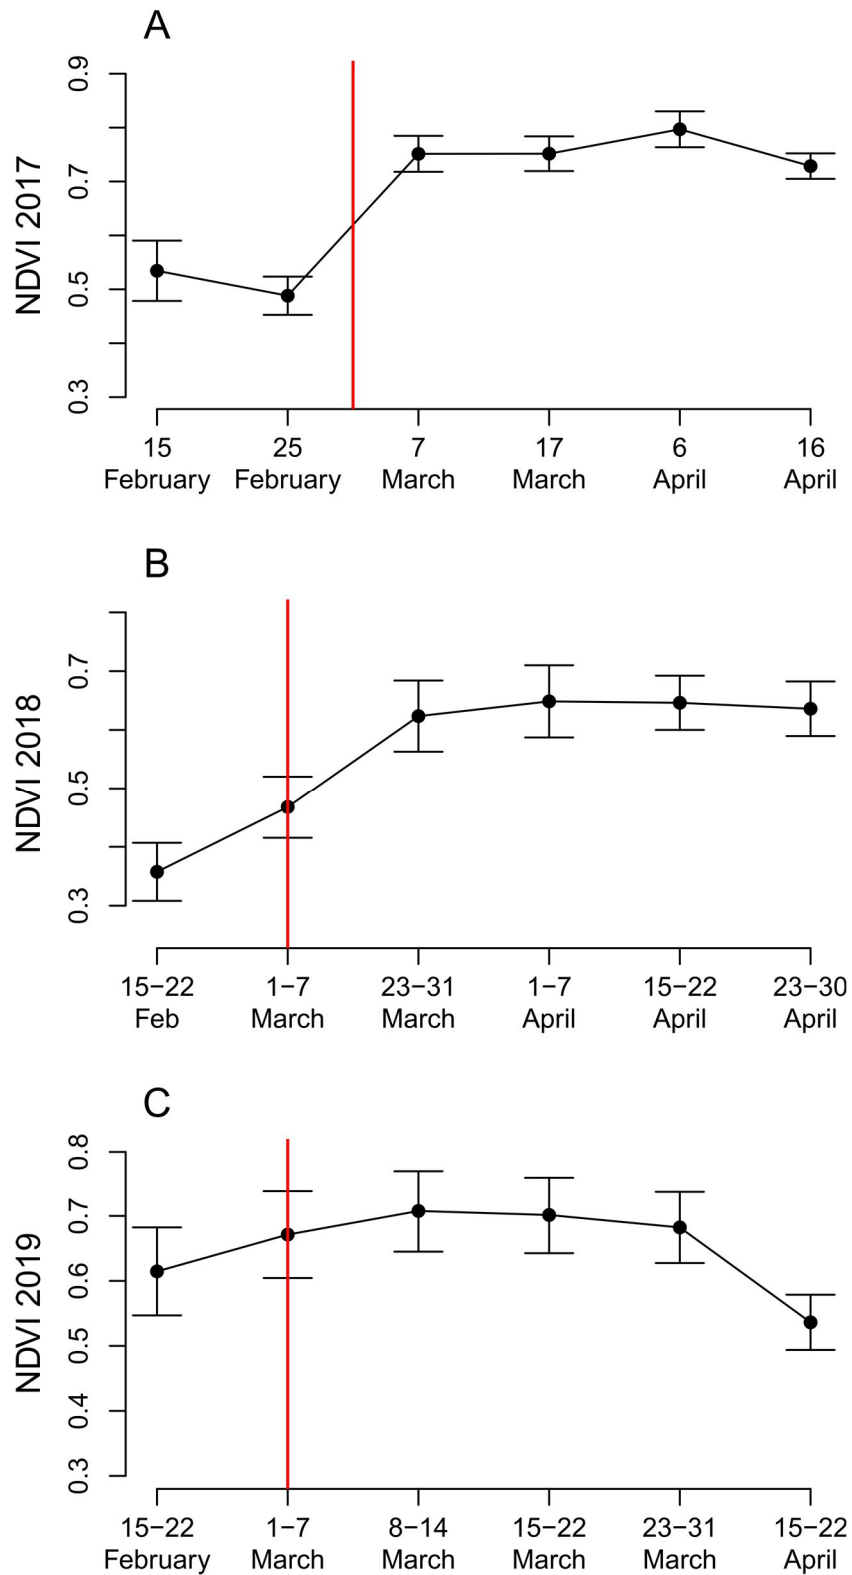 A
NDVI 2017
0.9
0.7
0.5
0.3
15 February
25 February
7 March
17 March
6 April
16 April
B
NDVI 2018
0.7
0.5
0.3
15–22 Feb
1–7 March
23–31 March
1–7 April
15–22 April
23–30 April
C
NDVI 2019
0.8
0.7
0.6
0.5
0.4
0.3
15–22 February
1–7 March
8–14 March
15–22 March
23–31 March
15–22 April